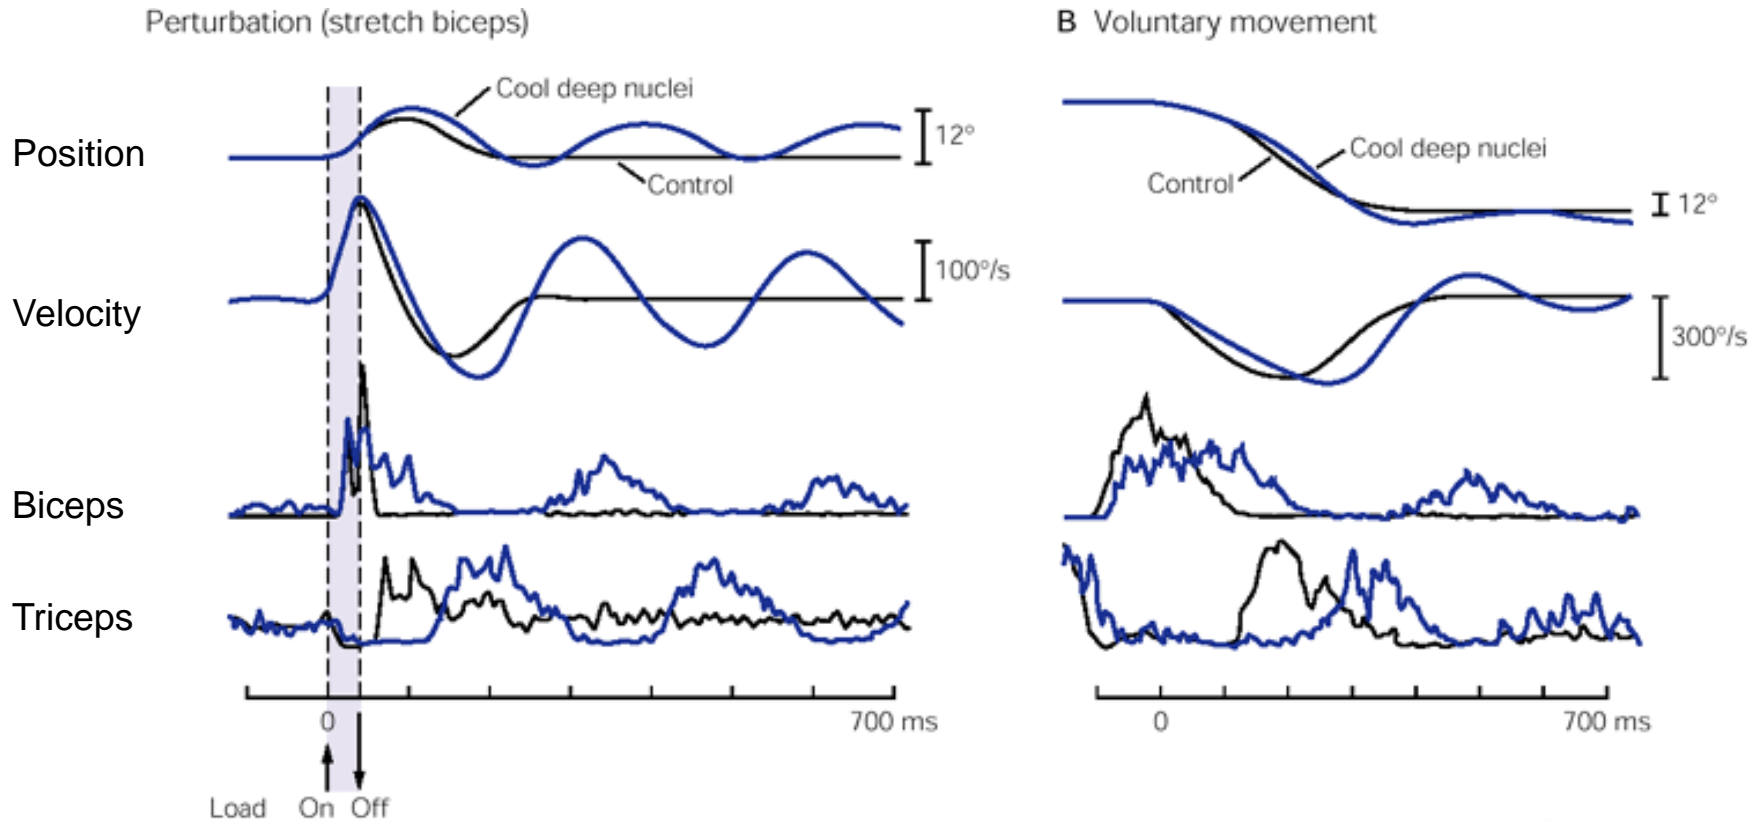 Perturbation (stretch biceps)
B Voluntary movement
Cool deep nuclei
12°
Position
Control
Cool deep nuclei
Control
12°
100°/s
Velocity
300°/s
Biceps
Triceps
0
700 ms
0
700 ms
Load On Off